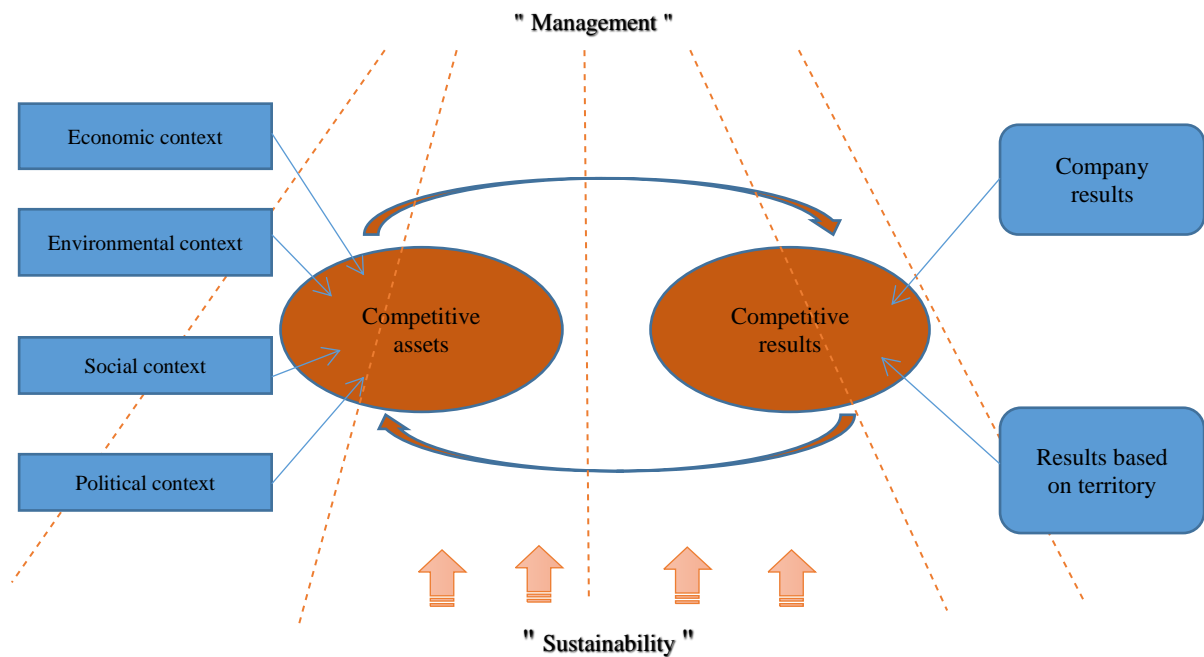 " Management "
Economic context
Environmental context
Social context
Political context
Competitive
assets
Competitive
results
Company
results
Results based
on territory
" Sustainability "